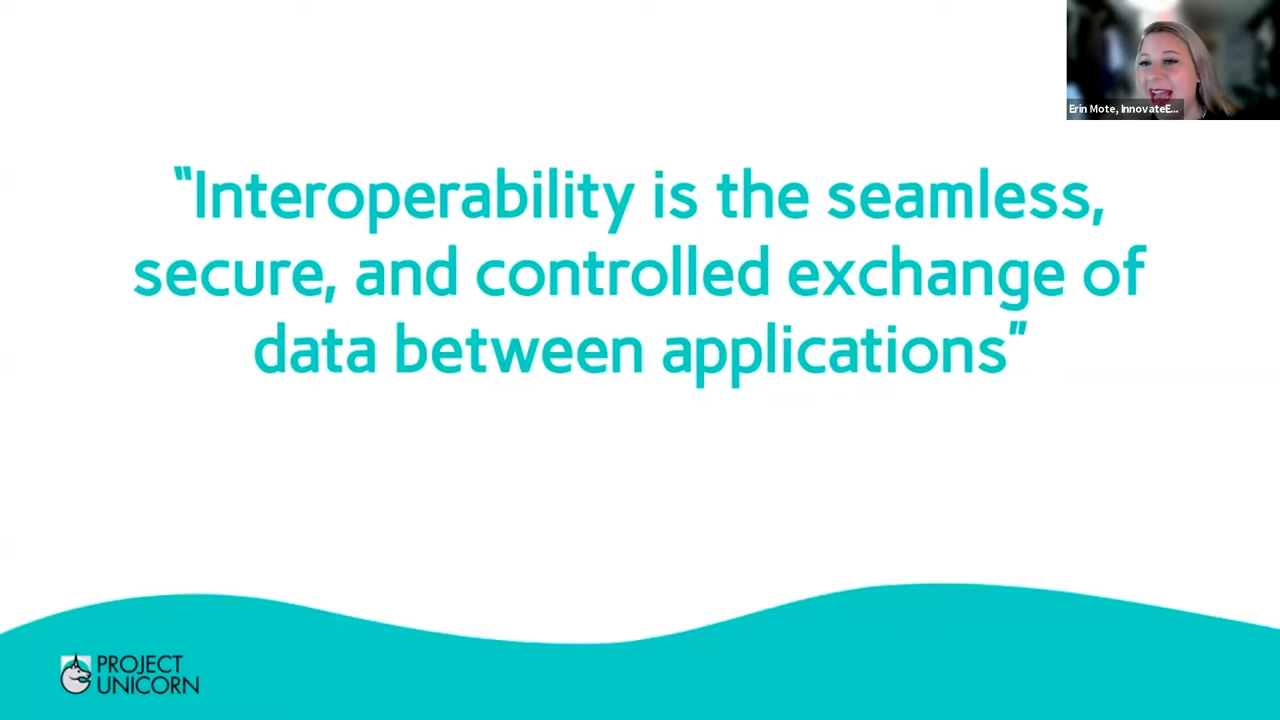 Erin Mote, InnovateE...
"Interoperability is the seamless,
secure, and controlled exchange of
data between applications"
PROJECT
UNICORN